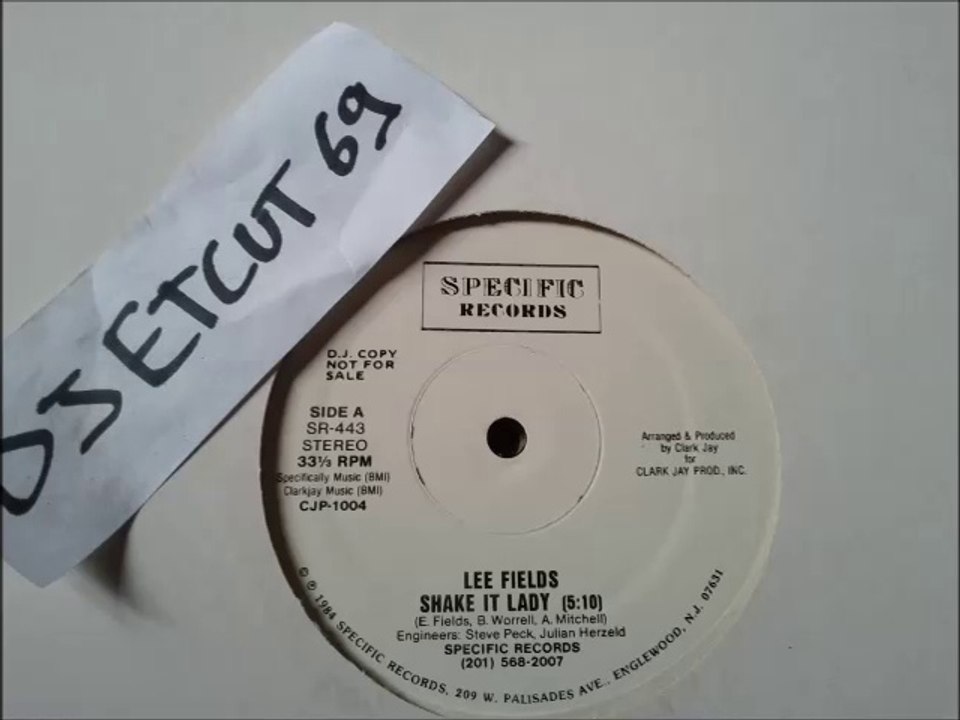 DJ ETCUT 69
SPECIFIC
RECORDS
D.J. COPY
NOT FOR
SALE
SIDE A
SR-443
STEREO
33⅓ RPM
Specifically Music (BMI)
Clarkjay Music (BMI)
CJP-1004
Arranged & Produced
by Clark Jay
for
CLARK JAY PROD., INC.
LEE FIELDS
SHAKE IT LADY (5:10)
(E. Fields, B. Worrell, A. Mitchell)
Engineers: Steve Peck, Julian Herzfeld
SPECIFIC RECORDS
(201) 568-2007
© ℗ 1984 SPECIFIC RECORDS, 209 W. PALISADES AVE., ENGLEWOOD, N.J. 07631